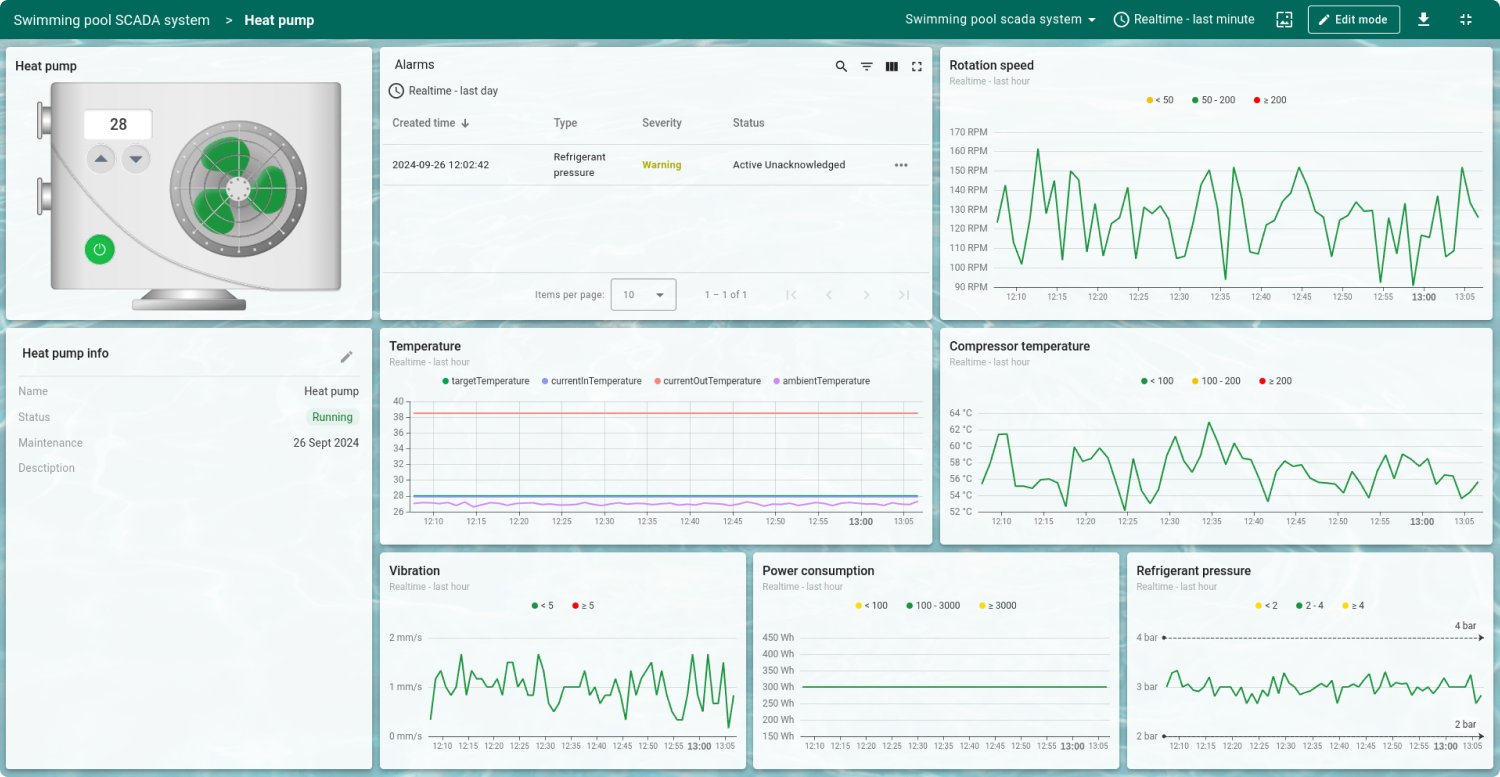 Swimming pool SCADA system > Heat pump
Swimming pool scada system
Realtime - last minute
Edit mode
Heat pump
28
Alarms
Realtime - last day
Created time Type Severity Status
2024-09-26 12:02:42 Refrigerant pressure Warning Active Unacknowledged
Items per page: 10 1 – 1 of 1
Rotation speed
Realtime - last hour
< 50 50 - 200 ≥ 200
170 RPM
160 RPM
150 RPM
140 RPM
130 RPM
120 RPM
110 RPM
100 RPM
90 RPM
12:10 12:15 12:20 12:25 12:30 12:35 12:40 12:45 12:50 12:55 13:00 13:05
Heat pump info
Name Heat pump
Status Running
Maintenance 26 Sept 2024
Desctiption
Temperature
Realtime - last hour
targetTemperature currentInTemperature currentOutTemperature ambientTemperature
40
38
36
34
32
30
28
26
12:10 12:15 12:20 12:25 12:30 12:35 12:40 12:45 12:50 12:55 13:00 13:05
Compressor temperature
Realtime - last hour
< 100 100 - 200 ≥ 200
64 °C
62 °C
60 °C
58 °C
56 °C
54 °C
52 °C
12:10 12:15 12:20 12:25 12:30 12:35 12:40 12:45 12:50 12:55 13:00 13:05
Vibration
Realtime - last hour
< 5 ≥ 5
2 mm/s
1 mm/s
0 mm/s
12:10 12:15 12:20 12:25 12:30 12:35 12:40 12:45 12:50 12:55 13:00 13:05
Power consumption
Realtime - last hour
< 100 100 - 3000 ≥ 3000
450 Wh
400 Wh
350 Wh
300 Wh
250 Wh
200 Wh
150 Wh
12:10 12:15 12:20 12:25 12:30 12:35 12:40 12:45 12:50 12:55 13:00 13:05
Refrigerant pressure
Realtime - last hour
< 2 2 - 4 ≥ 4
4 bar
4 bar
3 bar
2 bar
2 bar
12:10 12:15 12:20 12:25 12:30 12:35 12:40 12:45 12:50 12:55 13:00 13:05